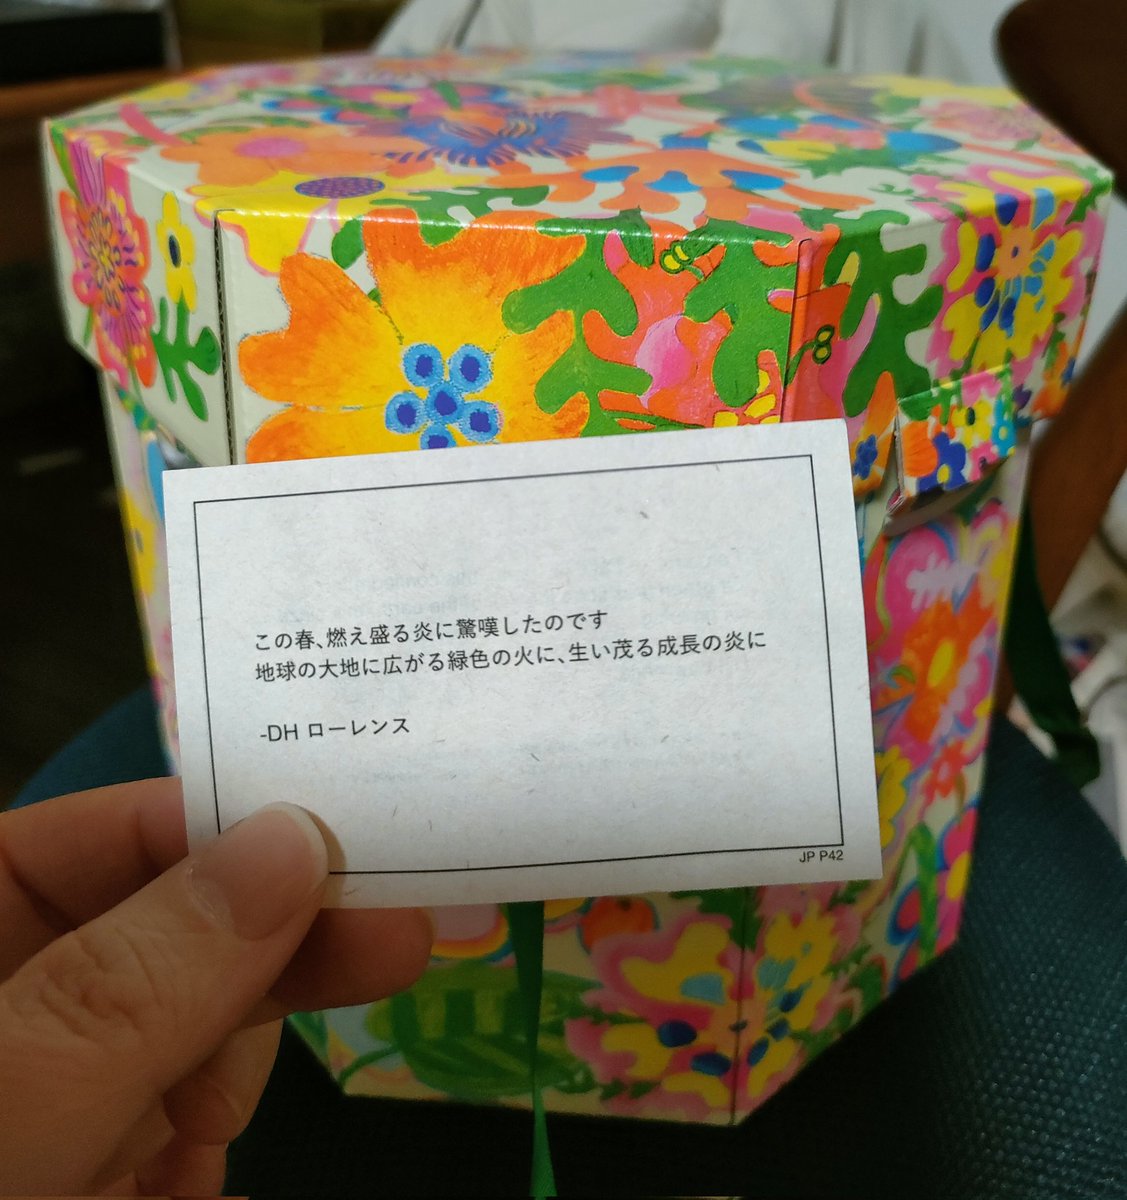 この春、燃え盛る炎に驚嘆したのです
地球の大地に広がる緑色の火に、生い茂る成長の炎に
-DH ローレンス
JP P42